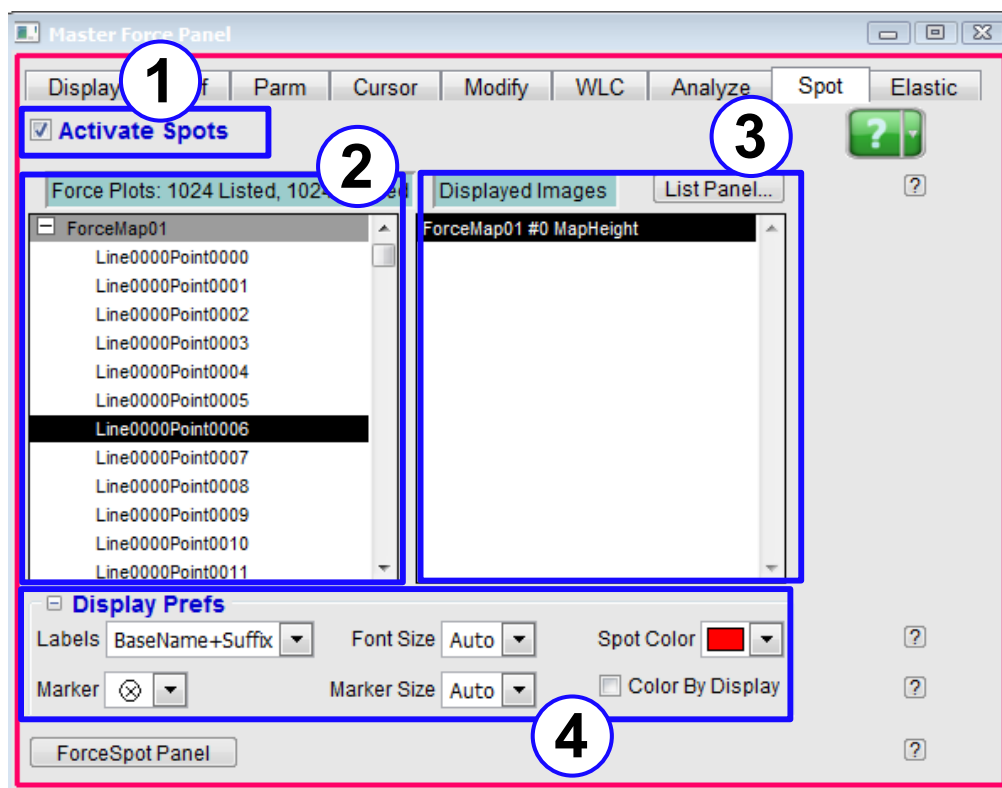 Master Force Panel
1
Display f Parm Cursor Modify WLC Analyze Spot Elastic
Activate Spots
2
3
?
Force Plots: 1024 Listed, 102 ed
Displayed Images
List Panel...
?
ForceMap01
Line0000Point0000
Line0000Point0001
Line0000Point0002
Line0000Point0003
Line0000Point0004
Line0000Point0005
Line0000Point0006
Line0000Point0007
Line0000Point0008
Line0000Point0009
Line0000Point0010
Line0000Point0011
ForceMap01 #0 MapHeight
Display Prefs
Labels BaseName+Suffix Font Size Auto Spot Color ?
Marker Marker Size Auto Color By Display ?
4
ForceSpot Panel ?